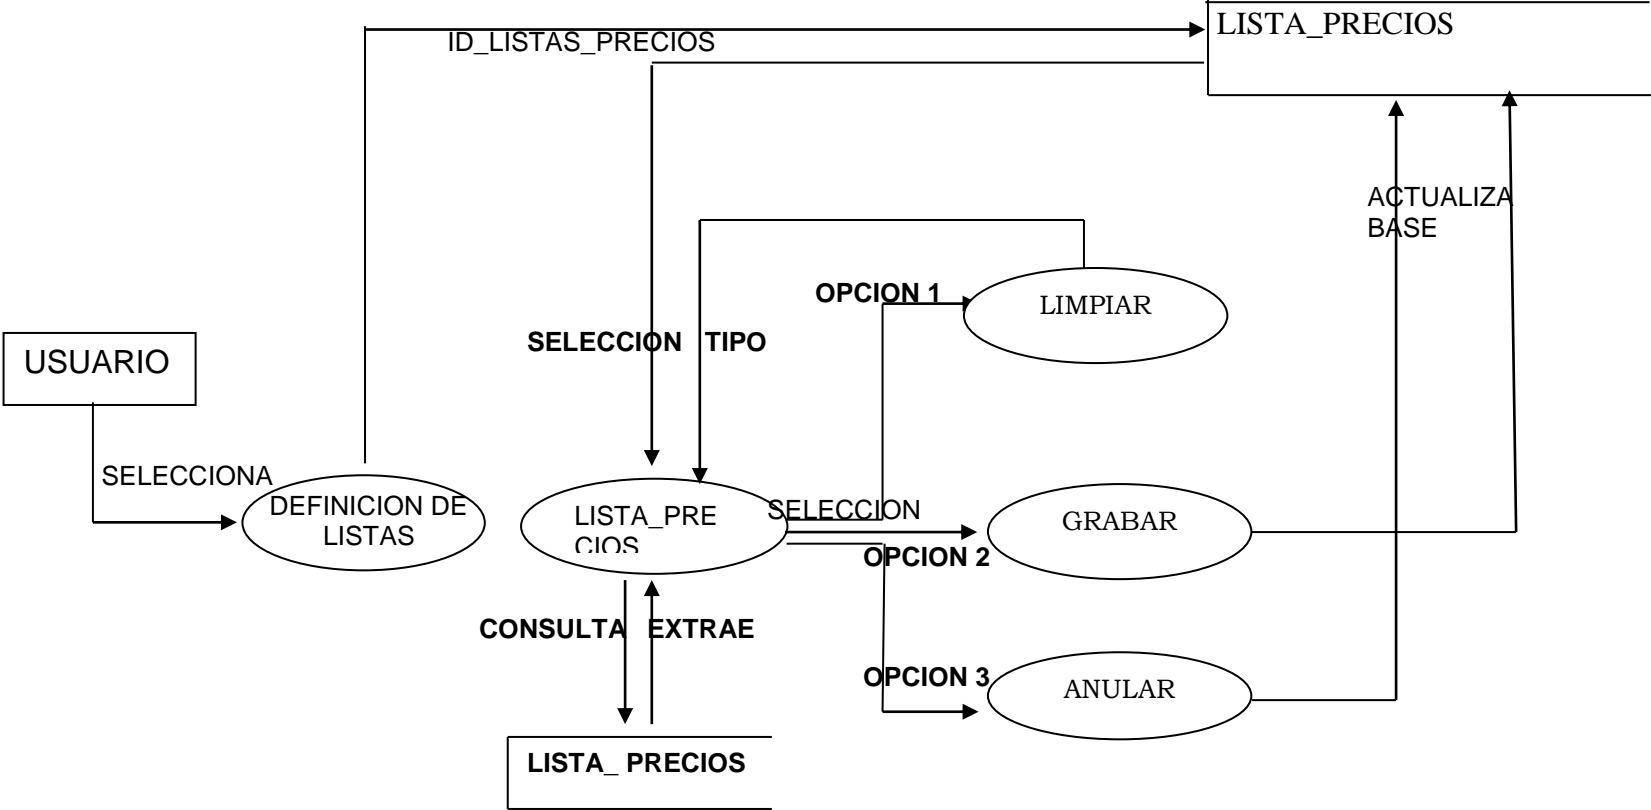 LISTA_PRECIOS
ID_LISTAS_PRECIOS
ACTUALIZA
BASE
OPCION 1
LIMPIAR
SELECCION TIPO
USUARIO
SELECCIONA
DEFINICION DE
LISTAS
LISTA_PRE
CIOS
SELECCION
GRABAR
OPCION 2
CONSULTA EXTRAE
OPCION 3
ANULAR
LISTA_ PRECIOS